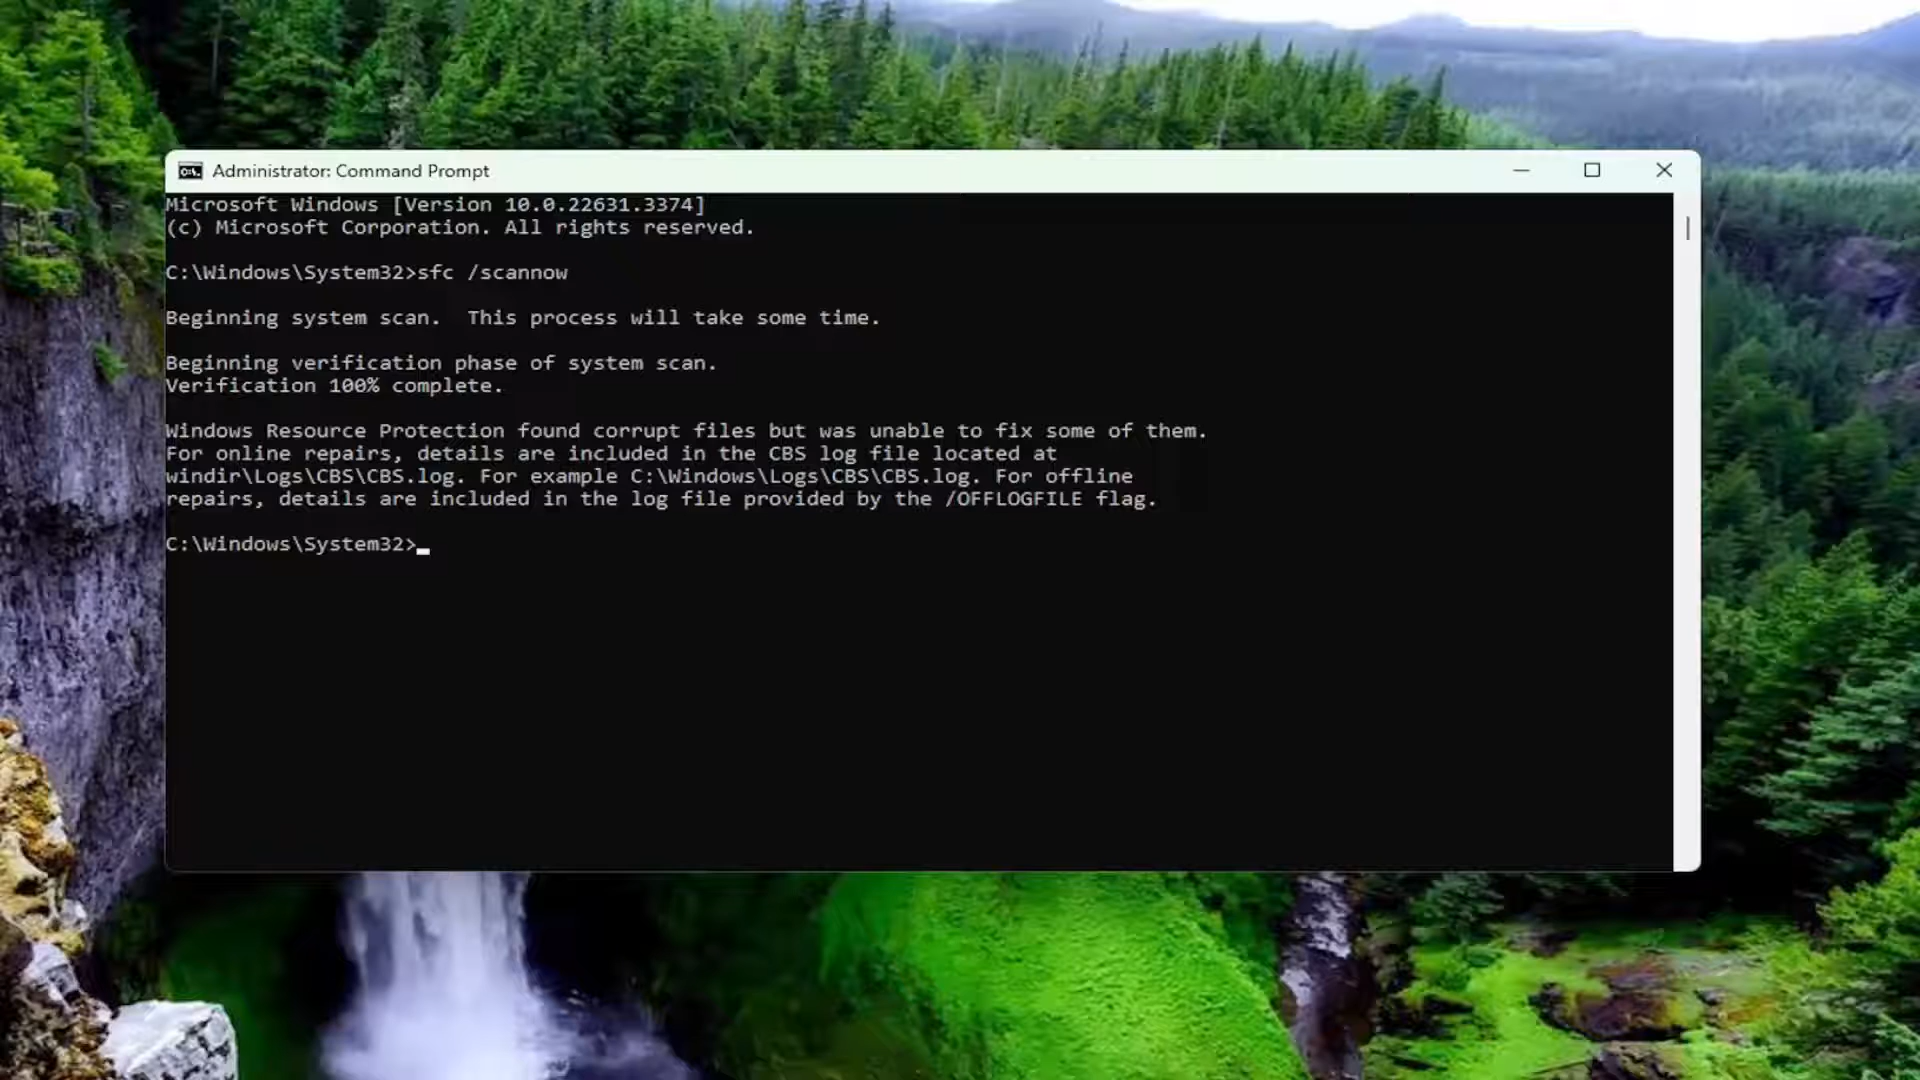 Administrator: Command Prompt
Microsoft Windows [Version 10.0.22631.3374]
(c) Microsoft Corporation. All rights reserved.
C:\Windows\System32>sfc /scannow
Beginning system scan.  This process will take some time.
Beginning verification phase of system scan.
Verification 100% complete.
Windows Resource Protection found corrupt files but was unable to fix some of them.
For online repairs, details are included in the CBS log file located at
windir\Logs\CBS\CBS.log. For example C:\Windows\Logs\CBS\CBS.log. For offline
repairs, details are included in the log file provided by the /OFFLOGFILE flag.
C:\Windows\System32>